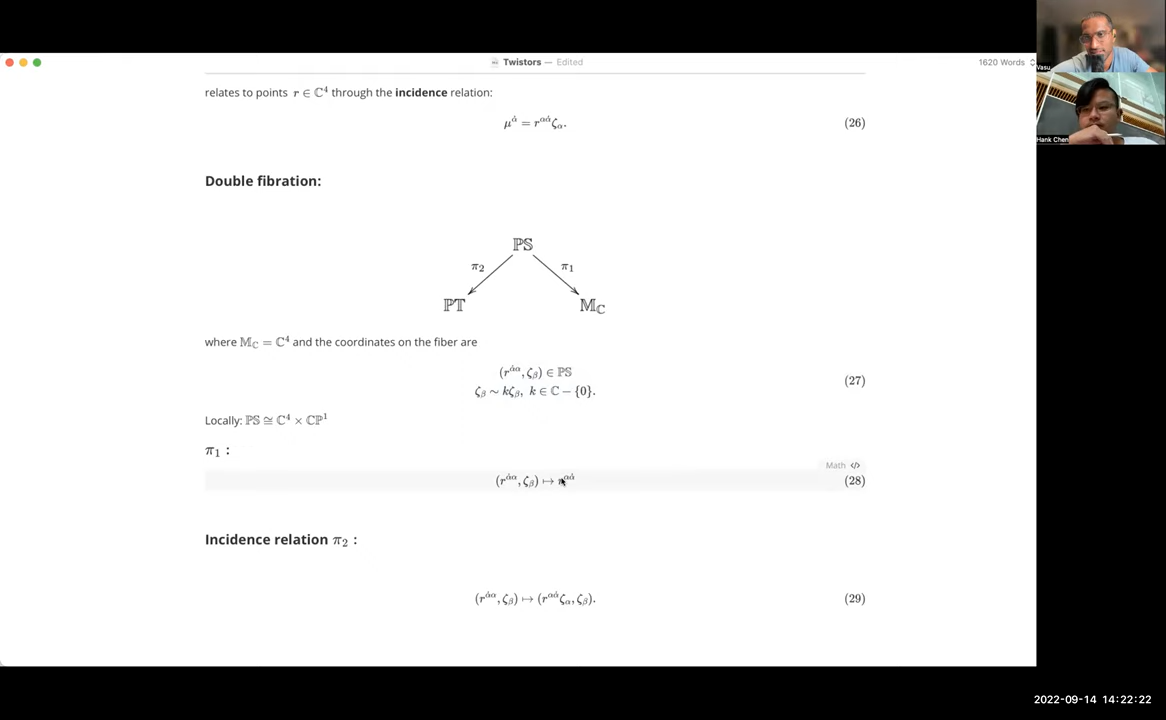 Twistors — Edited
1620 Words
relates to points r ∈ ℂ⁴ through the incidence relation:
μ^α̇ = r^αα̇ ζ_α. (26)
Double fibration:
ℙ𝕊
π₂ π₁
ℙ𝕋 𝕄_ℂ
where 𝕄_ℂ = ℂ⁴ and the coordinates on the fiber are
(r^α̇α, ζ_β) ∈ ℙ𝕊
ζ_β ∼ kζ_β, k ∈ ℂ − {0}. (27)
Locally: ℙ𝕊 ≅ ℂ⁴ × ℂℙ¹
π₁ :
Math </>
(r^α̇α, ζ_β) ↦ r^αα̇ (28)
Incidence relation π₂ :
(r^α̇α, ζ_β) ↦ (r^αα̇ ζ_α, ζ_β). (29)
Vasu
Hank Chen
2022-09-14 14:22:22